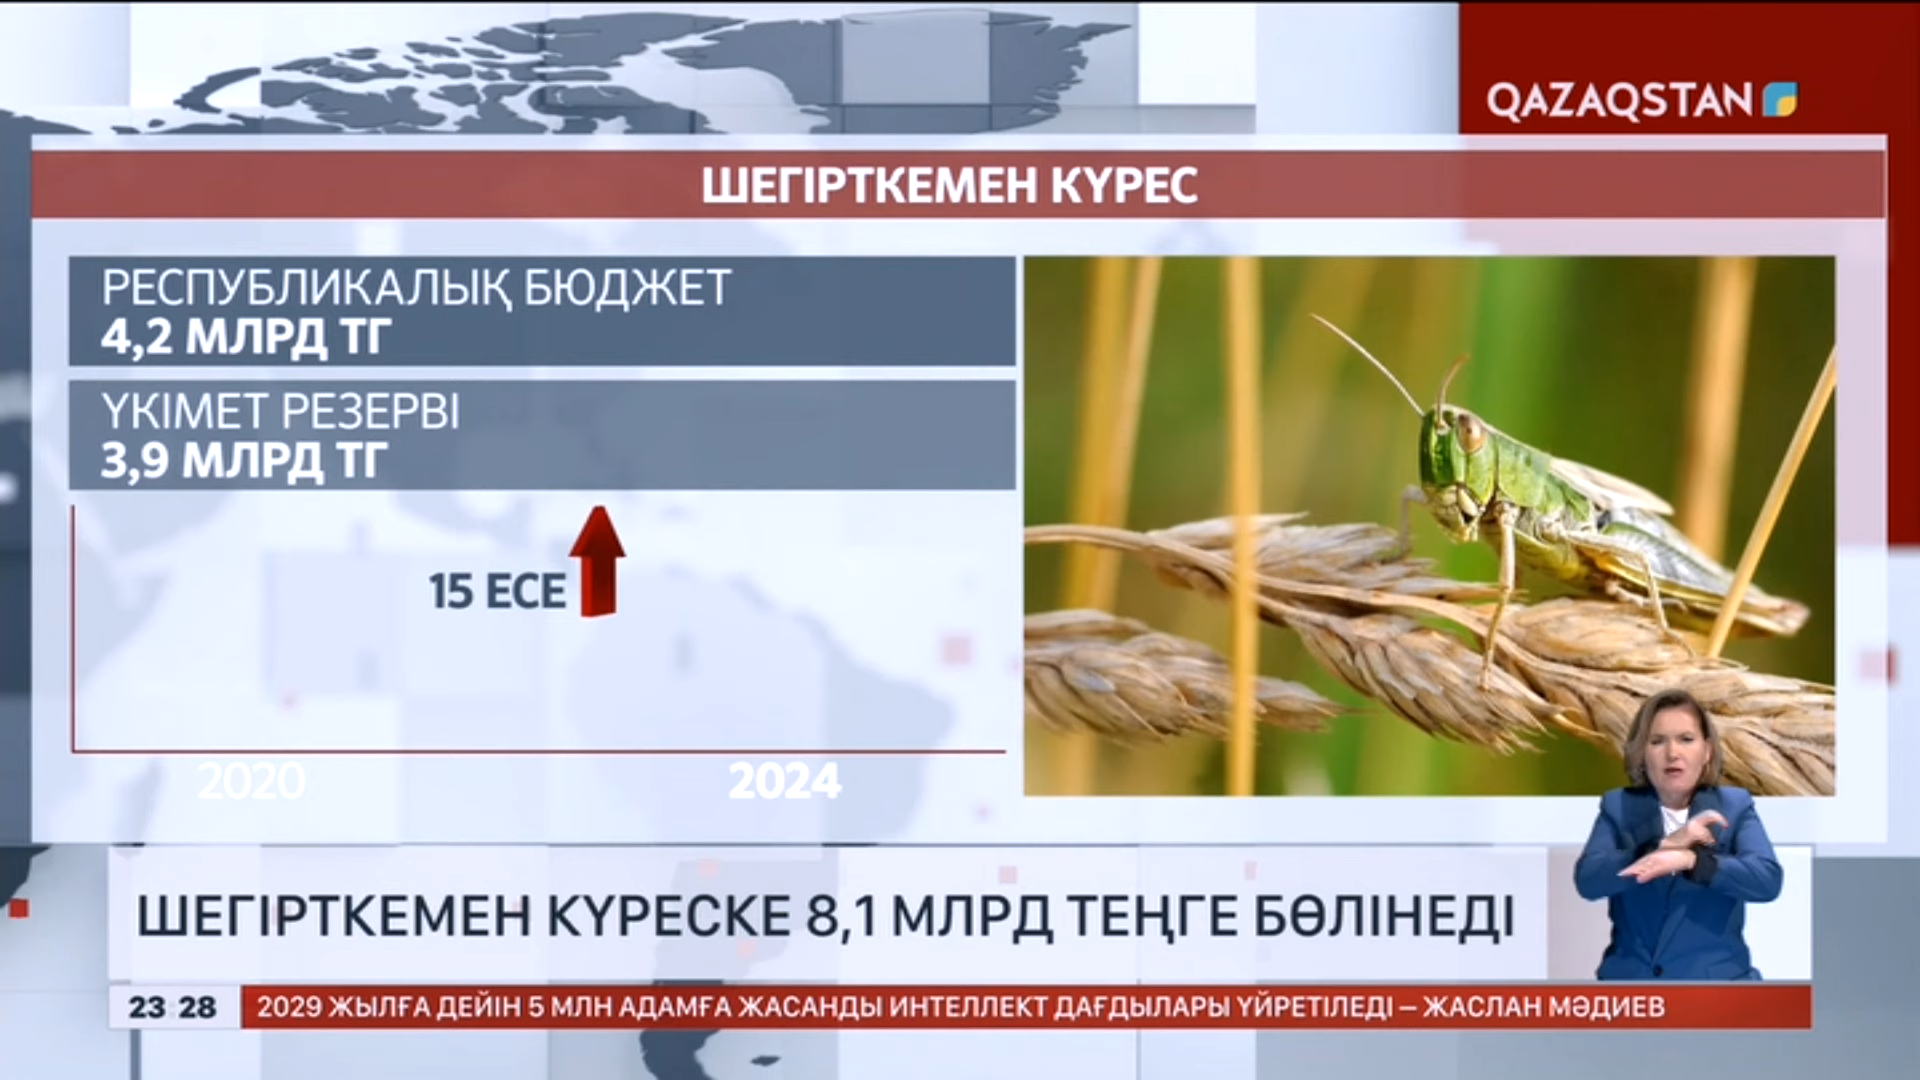 QAZAQSTAN
ШЕГІРТКЕМЕН КҮРЕС
РЕСПУБЛИКАЛЫҚ БЮДЖЕТ
4,2 МЛРД ТГ
ҮКІМЕТ РЕЗЕРВІ
3,9 МЛРД ТГ
15 ЕСЕ
2020 2024
ШЕГІРТКЕМЕН КҮРЕСКЕ 8,1 МЛРД ТЕҢГЕ БӨЛІНЕДІ
23 28 2029 ЖЫЛҒА ДЕЙІН 5 МЛН АДАМҒА ЖАСАНДЫ ИНТЕЛЛЕКТ ДАҒДЫЛАРЫ ҮЙРЕТІЛЕДІ – ЖАСЛАН МӘДИЕВ